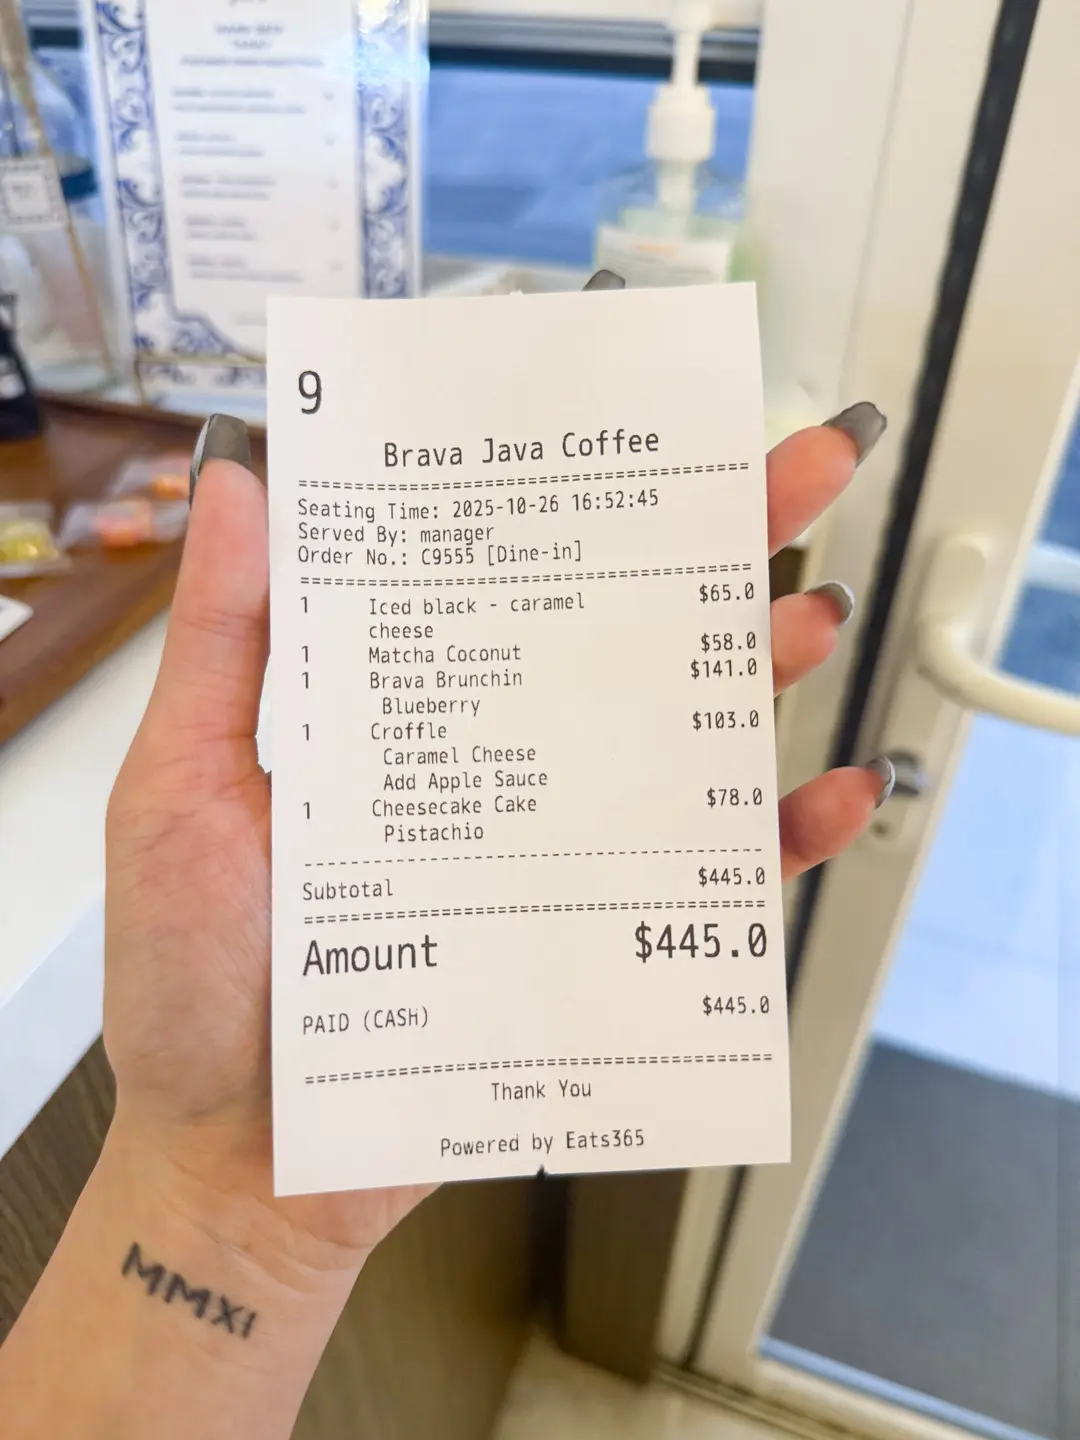 9
Brava Java Coffee
Seating Time: 2025-10-26 16:52:45
Served By: manager
Order No.: C9555 [Dine-in]
1 Iced black - caramel $65.0
cheese
1 Matcha Coconut $58.0
1 Brava Brunchin $141.0
Blueberry
1 Croffle $103.0
Caramel Cheese
Add Apple Sauce
1 Cheesecake Cake $78.0
Pistachio
Subtotal $445.0
Amount $445.0
PAID (CASH) $445.0
Thank You
Powered by Eats365
MMXI